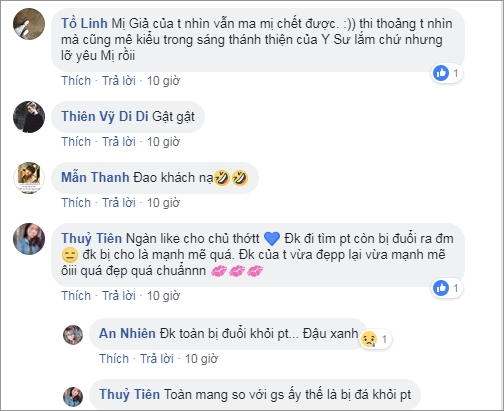 Tồ Linh Mị Giả của t nhìn vẫn ma mị chết được. :)) thi thoảng t nhìn
mà cũng mê kiểu trong sáng thánh thiện của Y Sư lắm chứ nhưng
lỡ yêu Mị rồii
1
Thích · Trả lời · 10 giờ
Thiên Vỹ Di Di Gật gật
Thích · Trả lời · 10 giờ
Mẫn Thanh Đao khách nạ🤣🤣
Thích · Trả lời · 10 giờ
Thuỷ Tiên Ngàn like cho chủ thớtt 💙 Đk đi tìm pt còn bị đuổi ra đm
😑 đk bị cho là mạnh mẽ quá. Đk của t vừa đẹpp lại vừa mạnh mẽ
ôiii quá đẹp quá chuẩnnn 💋💋💋
1
Thích · Trả lời · 10 giờ
An Nhiên Đk toàn bị đuổi khỏi pt... Đậu xanh
😢 1
Thích · Trả lời · 10 giờ
Thuỷ Tiên Toàn mang so với gs ấy thế là bị đá khỏi pt